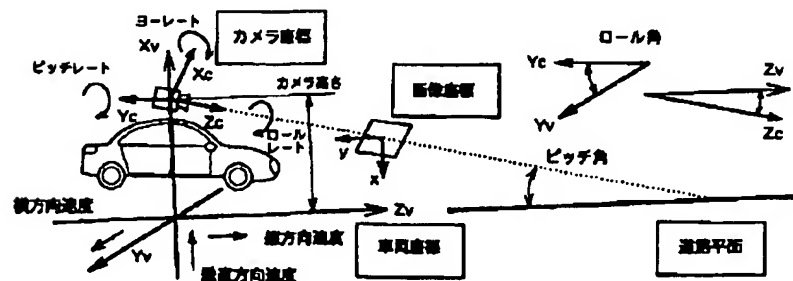 ヨーレート
Xv
カメラ座標
Xc
ピッチレート
カメラ高さ
Yc
Zc
ロール
レート
画像座標
y
x
ロール角
Yc
Yv
Zv
Zc
ピッチ角
横方向速度
Zv
Yv
縦方向速度
垂直方向速度
車両座標
道路平面